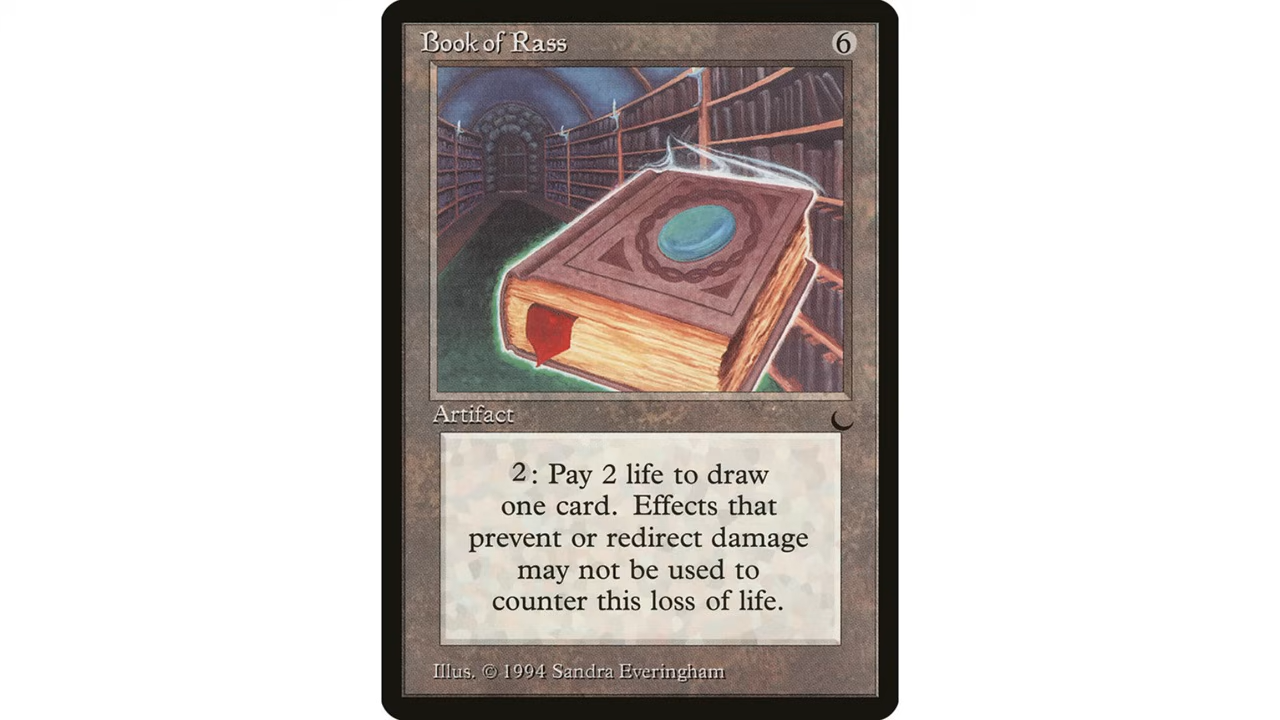 Book of Rass 6
Artifact
2: Pay 2 life to draw
one card. Effects that
prevent or redirect damage
may not be used to
counter this loss of life.
Illus. © 1994 Sandra Everingham